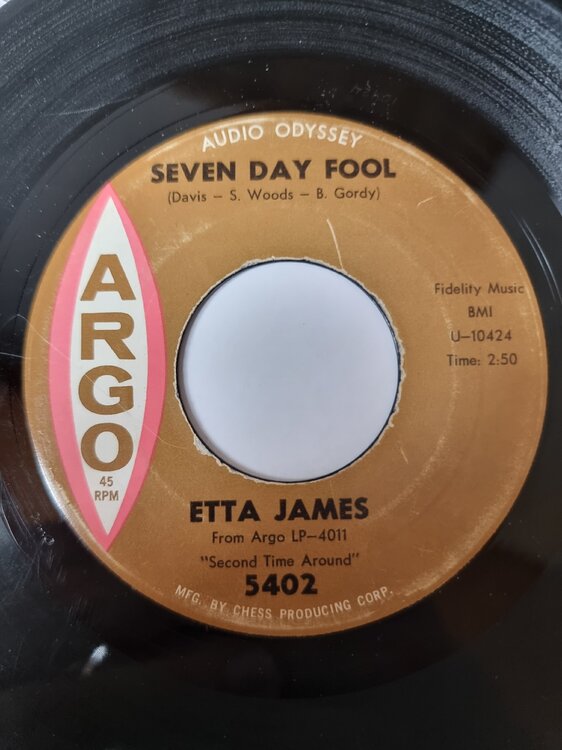 AUDIO ODYSSEY
SEVEN DAY FOOL
(Davis – S. Woods – B. Gordy)
ARGO
45
RPM
Fidelity Music
BMI
U–10424
Time: 2:50
ETTA JAMES
From Argo LP–4011
"Second Time Around"
5402
MFG. BY CHESS PRODUCING CORP.